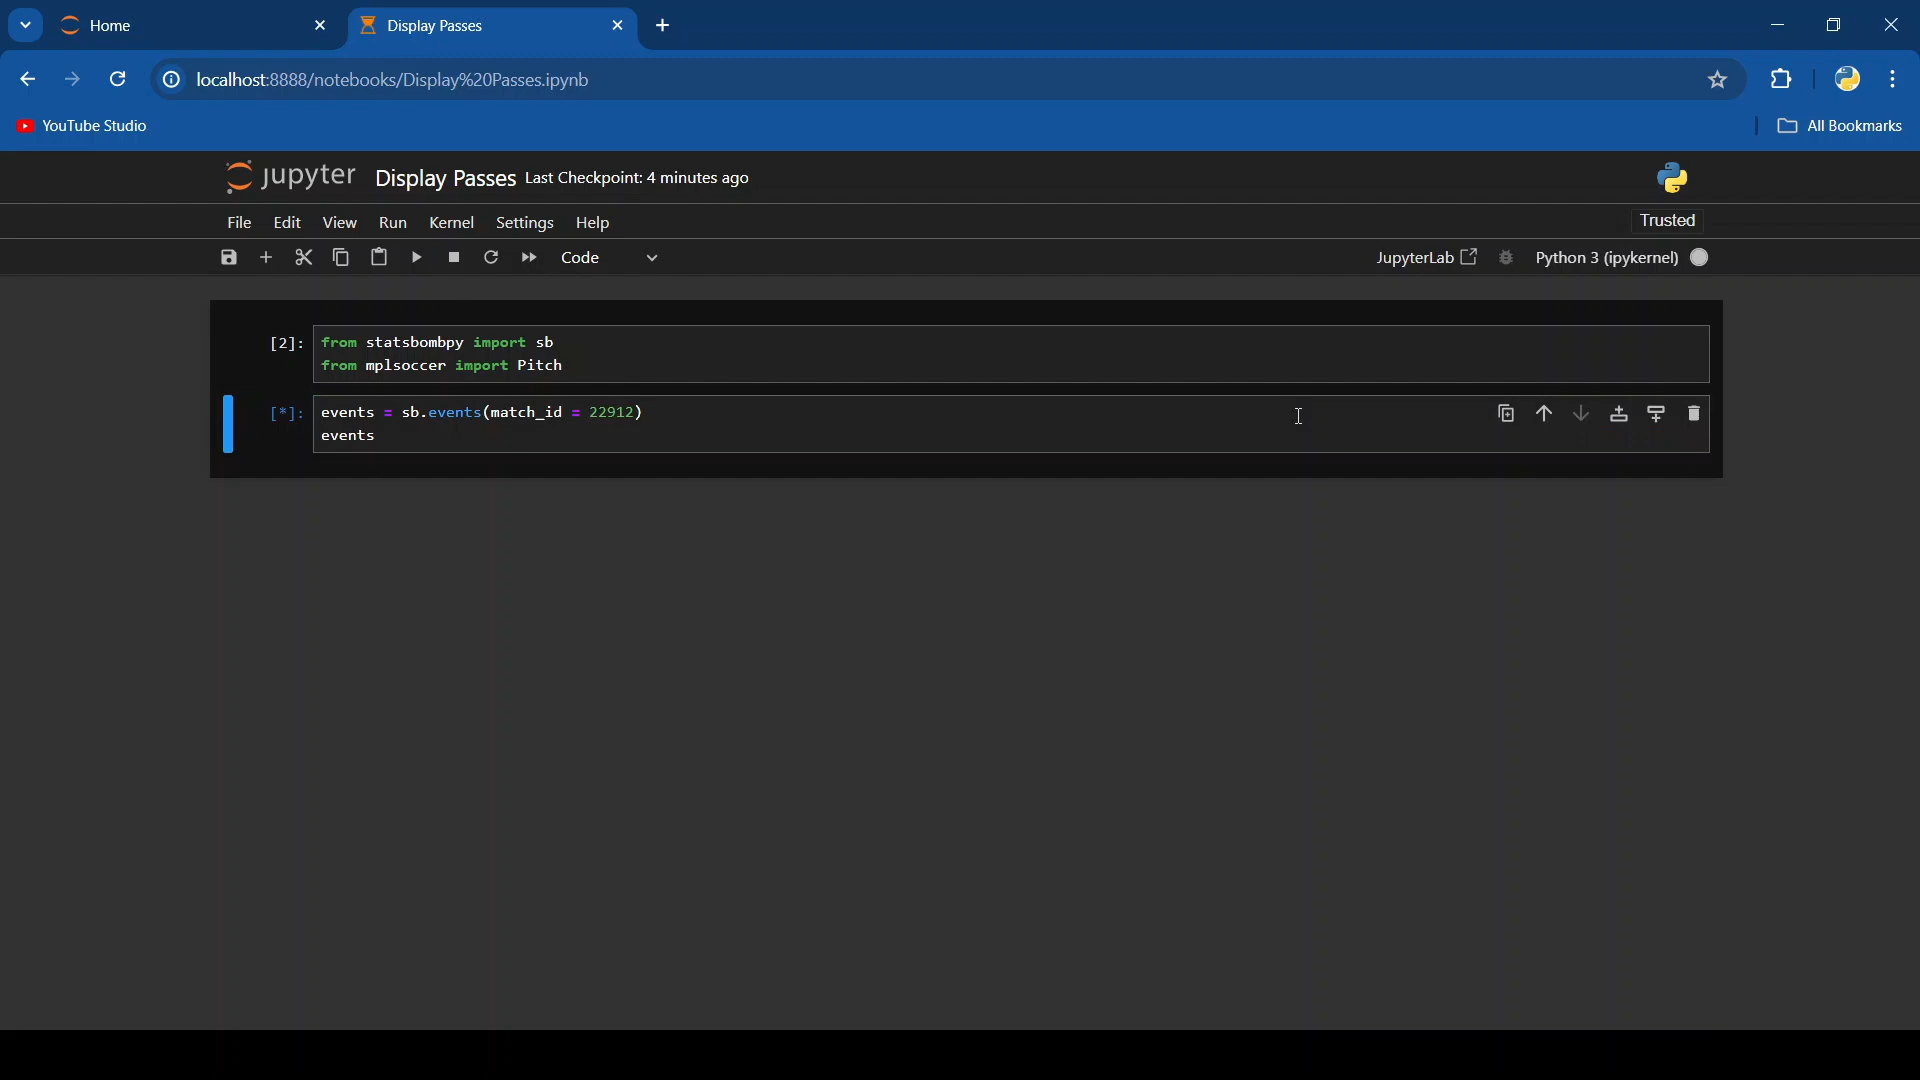 Home
Display Passes
localhost:8888/notebooks/Display%20Passes.ipynb
YouTube Studio
All Bookmarks
jupyter Display Passes Last Checkpoint: 4 minutes ago
File Edit View Run Kernel Settings Help
Trusted
Code
JupyterLab
Python 3 (ipykernel)
[2]: from statsbombpy import sb
from mplsoccer import Pitch
[*]: events = sb.events(match_id = 22912)
events